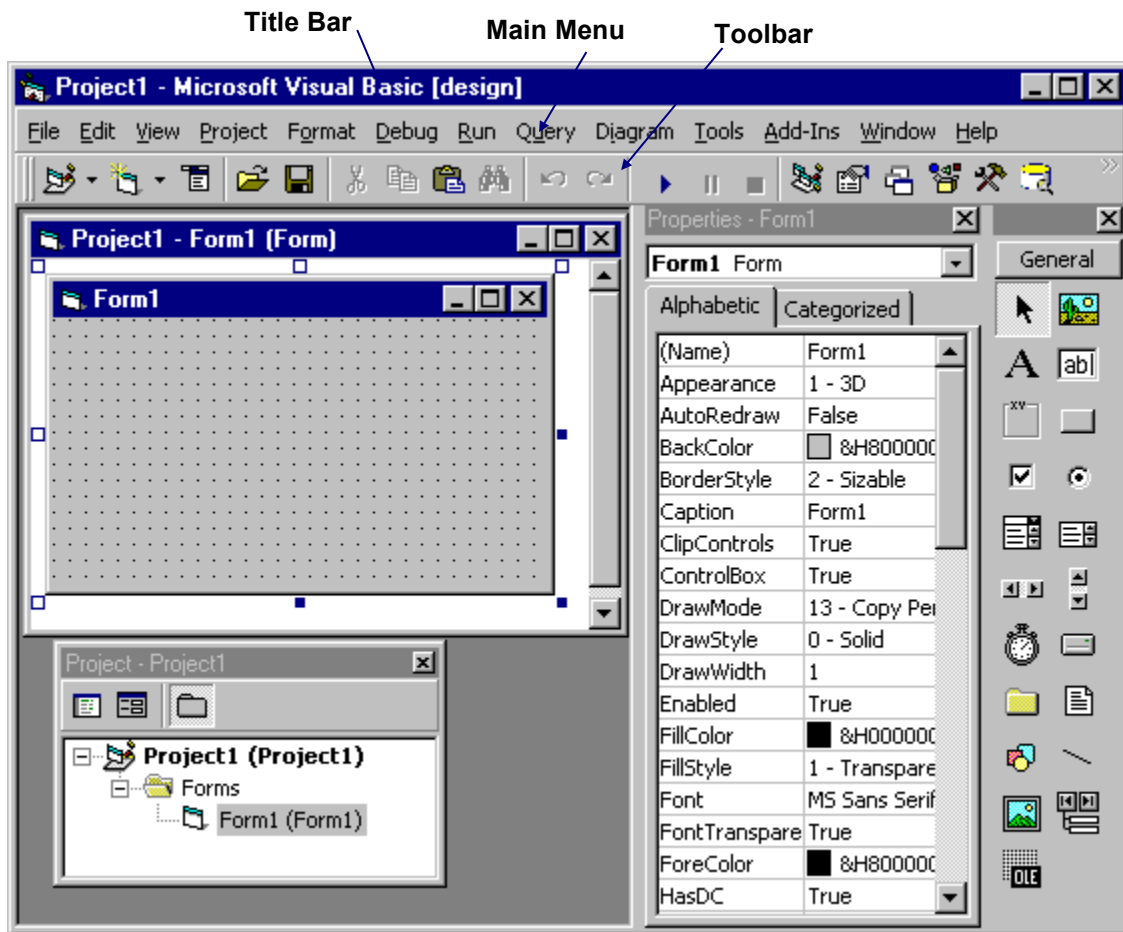 Title Bar
Main Menu
Toolbar
Project1 - Microsoft Visual Basic [design]
File Edit View Project Format Debug Run Query Diagram Tools Add-Ins Window Help
Project1 - Form1 (Form)
Form1
Properties - Form1
Form1 Form
Alphabetic Categorized
(Name) Form1
Appearance 1 - 3D
AutoRedraw False
BackColor &H800000
BorderStyle 2 - Sizable
Caption Form1
ClipControls True
ControlBox True
DrawMode 13 - Copy Pe
DrawStyle 0 - Solid
DrawWidth 1
Enabled True
FillColor &H000000
FillStyle 1 - Transpare
Font MS Sans Serif
FontTranspare True
ForeColor &H800000
HasDC True
General
A ab|
XY
OLE
Project - Project1
Project1 (Project1)
Forms
Form1 (Form1)